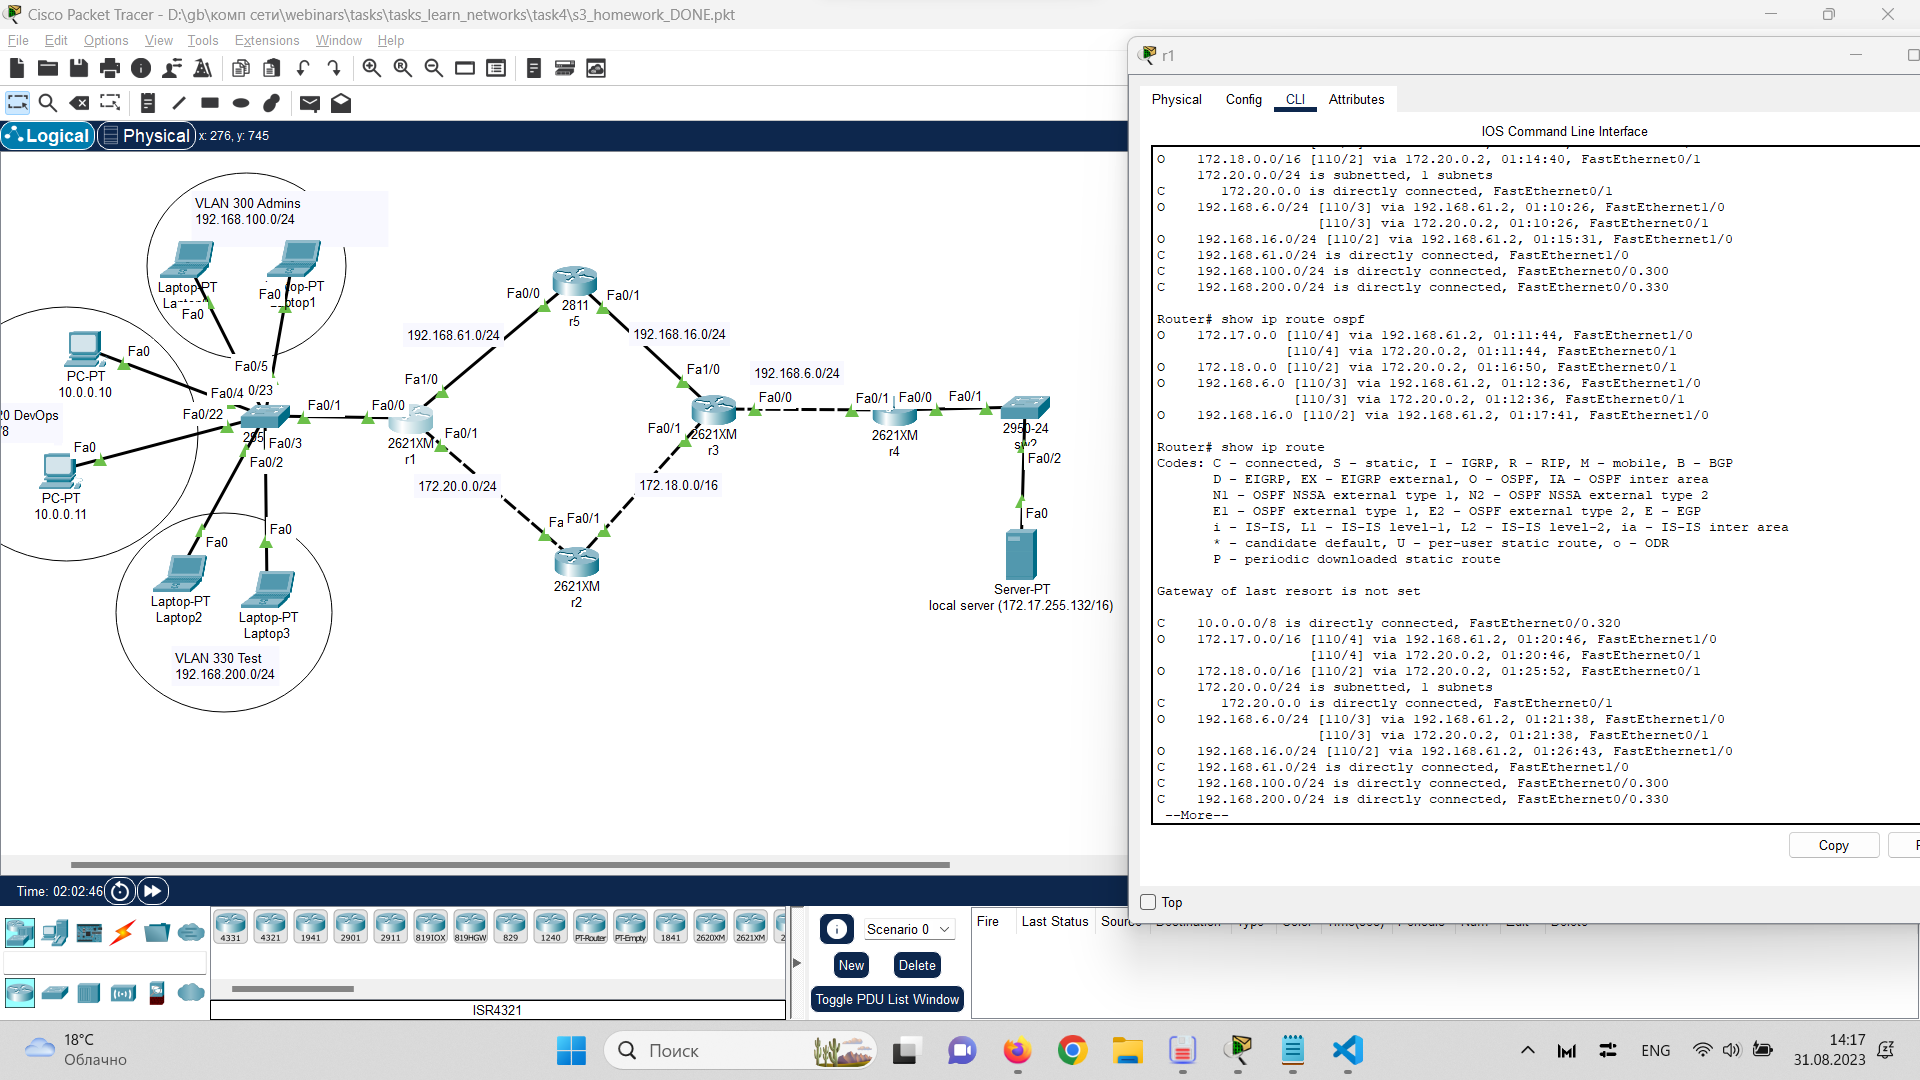 Cisco Packet Tracer - D:\gb\комп сети\webinars\tasks\tasks_learn_networks\task4\s3_homework_DONE.pkt
File Edit Options View Tools Extensions Window Help
Logical Physical x: 276, y: 745
VLAN 300 Admins
192.168.100.0/24
Laptop-PT
Fa0
op-PT
ptop1
Fa0
PC-PT
10.0.0.10
Fa0
20 DevOps
/8
PC-PT
10.0.0.11
Fa0
Fa0/5
Fa0/4
0/23
Fa0/22
Fa0/1
Fa0/3
Fa0/2
Fa0
Fa0
Laptop-PT
Laptop2
Laptop-PT
Laptop3
VLAN 330 Test
192.168.200.0/24
Fa0/0
2621XM
r1
Fa1/0
Fa0/1
192.168.61.0/24
172.20.0.0/24
Fa0/0
2811
r5
Fa0/1
192.168.16.0/24
Fa0/1
2621XM
r2
172.18.0.0/16
Fa1/0
Fa0/1
2621XM
r3
Fa0/0
192.168.6.0/24
Fa0/1
Fa0/0
2621XM
r4
Fa0/1
2950-24
sw2
Fa0/2
Fa0
Server-PT
local server (172.17.255.132/16)
Time: 02:02:46
4331 4321 1941 2901 2911 819IOX 819HGW 829 1240 PT-Router PT-Empty 1841 2620XM 2621XM
ISR4321
Scenario 0
New
Delete
Toggle PDU List Window
Fire Last Status Source Destination Type Color Time(sec) Periodic Num Edit Delete
r1
Physical Config CLI Attributes
IOS Command Line Interface
O 172.18.0.0/16 [110/2] via 172.20.0.2, 01:14:40, FastEthernet0/1
172.20.0.0/24 is subnetted, 1 subnets
C 172.20.0.0 is directly connected, FastEthernet0/1
O 192.168.6.0/24 [110/3] via 192.168.61.2, 01:10:26, FastEthernet1/0
[110/3] via 172.20.0.2, 01:10:26, FastEthernet0/1
O 192.168.16.0/24 [110/2] via 192.168.61.2, 01:15:31, FastEthernet1/0
C 192.168.61.0/24 is directly connected, FastEthernet1/0
C 192.168.100.0/24 is directly connected, FastEthernet0/0.300
C 192.168.200.0/24 is directly connected, FastEthernet0/0.330
Router# show ip route ospf
O 172.17.0.0 [110/4] via 192.168.61.2, 01:11:44, FastEthernet1/0
[110/4] via 172.20.0.2, 01:11:44, FastEthernet0/1
O 172.18.0.0 [110/2] via 172.20.0.2, 01:16:50, FastEthernet0/1
O 192.168.6.0 [110/3] via 192.168.61.2, 01:12:36, FastEthernet1/0
[110/3] via 172.20.0.2, 01:12:36, FastEthernet0/1
O 192.168.16.0 [110/2] via 192.168.61.2, 01:17:41, FastEthernet1/0
Router# show ip route
Codes: C - connected, S - static, I - IGRP, R - RIP, M - mobile, B - BGP
D - EIGRP, EX - EIGRP external, O - OSPF, IA - OSPF inter area
N1 - OSPF NSSA external type 1, N2 - OSPF NSSA external type 2
E1 - OSPF external type 1, E2 - OSPF external type 2, E - EGP
i - IS-IS, L1 - IS-IS level-1, L2 - IS-IS level-2, ia - IS-IS inter area
* - candidate default, U - per-user static route, o - ODR
P - periodic downloaded static route
Gateway of last resort is not set
C 10.0.0.0/8 is directly connected, FastEthernet0/0.320
O 172.17.0.0/16 [110/4] via 192.168.61.2, 01:20:46, FastEthernet1/0
[110/4] via 172.20.0.2, 01:20:46, FastEthernet0/1
O 172.18.0.0/16 [110/2] via 172.20.0.2, 01:25:52, FastEthernet0/1
172.20.0.0/24 is subnetted, 1 subnets
C 172.20.0.0 is directly connected, FastEthernet0/1
O 192.168.6.0/24 [110/3] via 192.168.61.2, 01:21:38, FastEthernet1/0
[110/3] via 172.20.0.2, 01:21:38, FastEthernet0/1
O 192.168.16.0/24 [110/2] via 192.168.61.2, 01:26:43, FastEthernet1/0
C 192.168.61.0/24 is directly connected, FastEthernet1/0
C 192.168.100.0/24 is directly connected, FastEthernet0/0.300
C 192.168.200.0/24 is directly connected, FastEthernet0/0.330
--More--
Copy
Top
18°C
Облачно
Поиск
ENG
14:17
31.08.2023